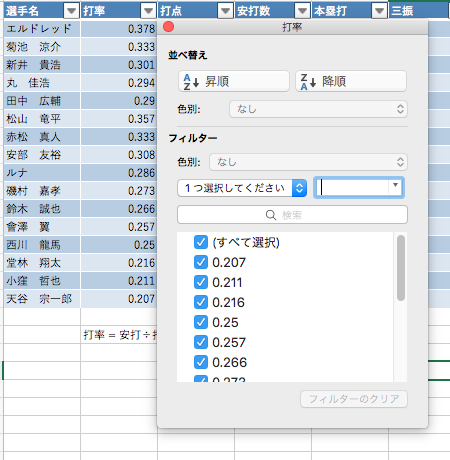 選手名 打率 打点 安打数 本塁打 三振
エルドレッド 0.378
菊池　涼介 0.333
新井　貴浩 0.301
丸　佳浩 0.294
田中　広輔 0.29
松山　竜平 0.357
赤松　真人 0.333
安部　友裕 0.308
ルナ 0.286
磯村　嘉孝 0.273
鈴木　誠也 0.266
會澤　翼 0.257
西川　龍馬 0.25
堂林　翔太 0.216
小窪　哲也 0.211
天谷　宗一郎 0.207
打率 = 安打÷
打率
並べ替え
昇順 降順
色別: なし
フィルター
色別: なし
1 つ選択してください
検索
(すべて選択)
0.207
0.211
0.216
0.25
0.257
0.266
0.273
フィルターのクリア